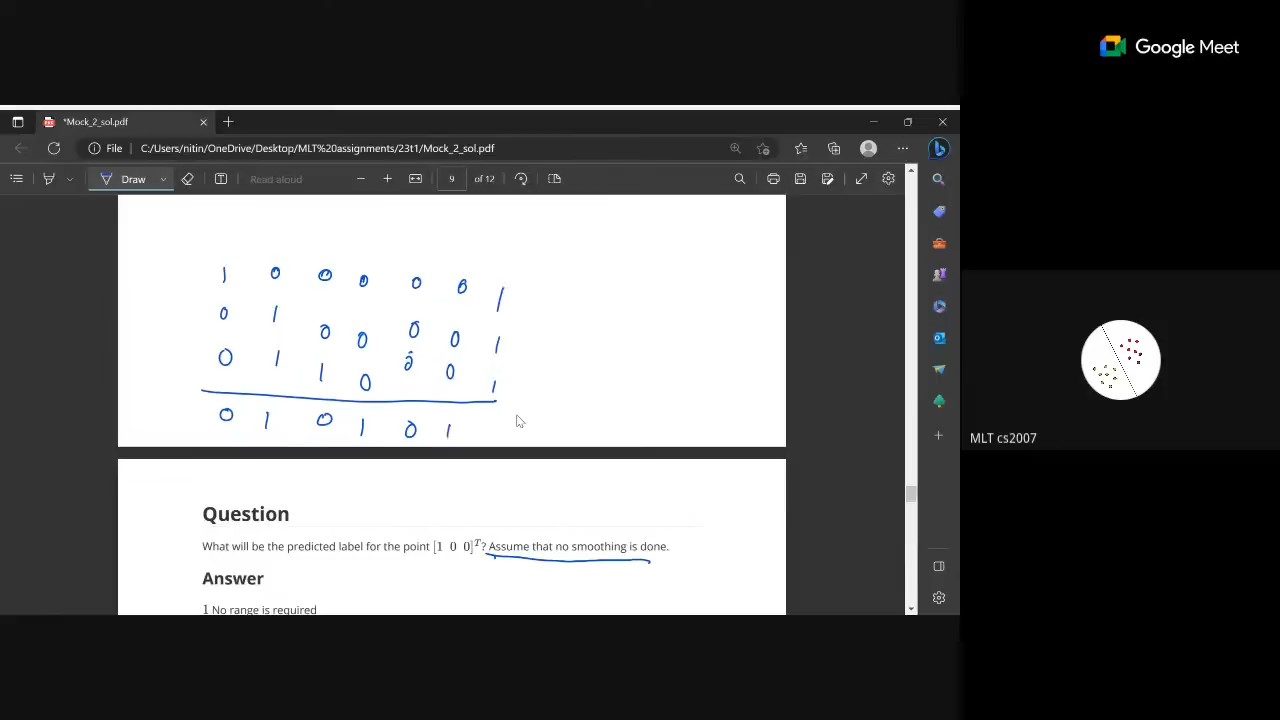 Google Meet
*Mock_2_sol.pdf
File C:/Users/nitin/OneDrive/Desktop/MLT%20assignments/23t1/Mock_2_sol.pdf
Draw Read aloud 9 of 12
1 0 0 0 0 0 1
0 1 0 0 0 0 1
0 1 1 0 0 0 1
0 1 0 1 0 1
Question
What will be the predicted label for the point [1 0 0]^T? Assume that no smoothing is done.
Answer
1 No range is required
MLT cs2007